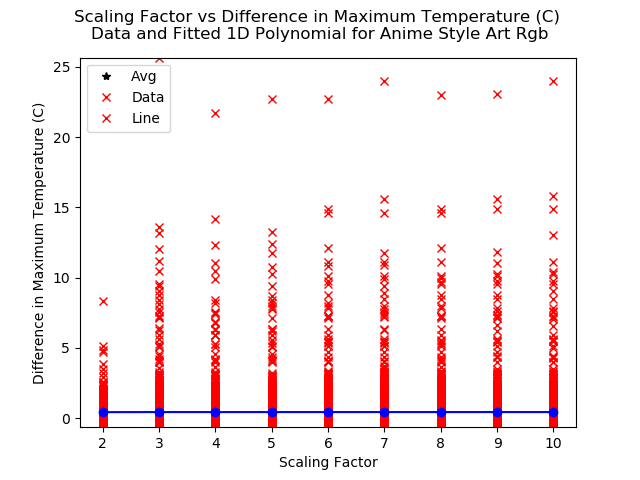 Scaling Factor vs Difference in Maximum Temperature (C)
Data and Fitted 1D Polynomial for Anime Style Art Rgb
Avg
Data
Line
Difference in Maximum Temperature (C)
25
20
15
10
5
0
2 3 4 5 6 7 8 9 10
Scaling Factor